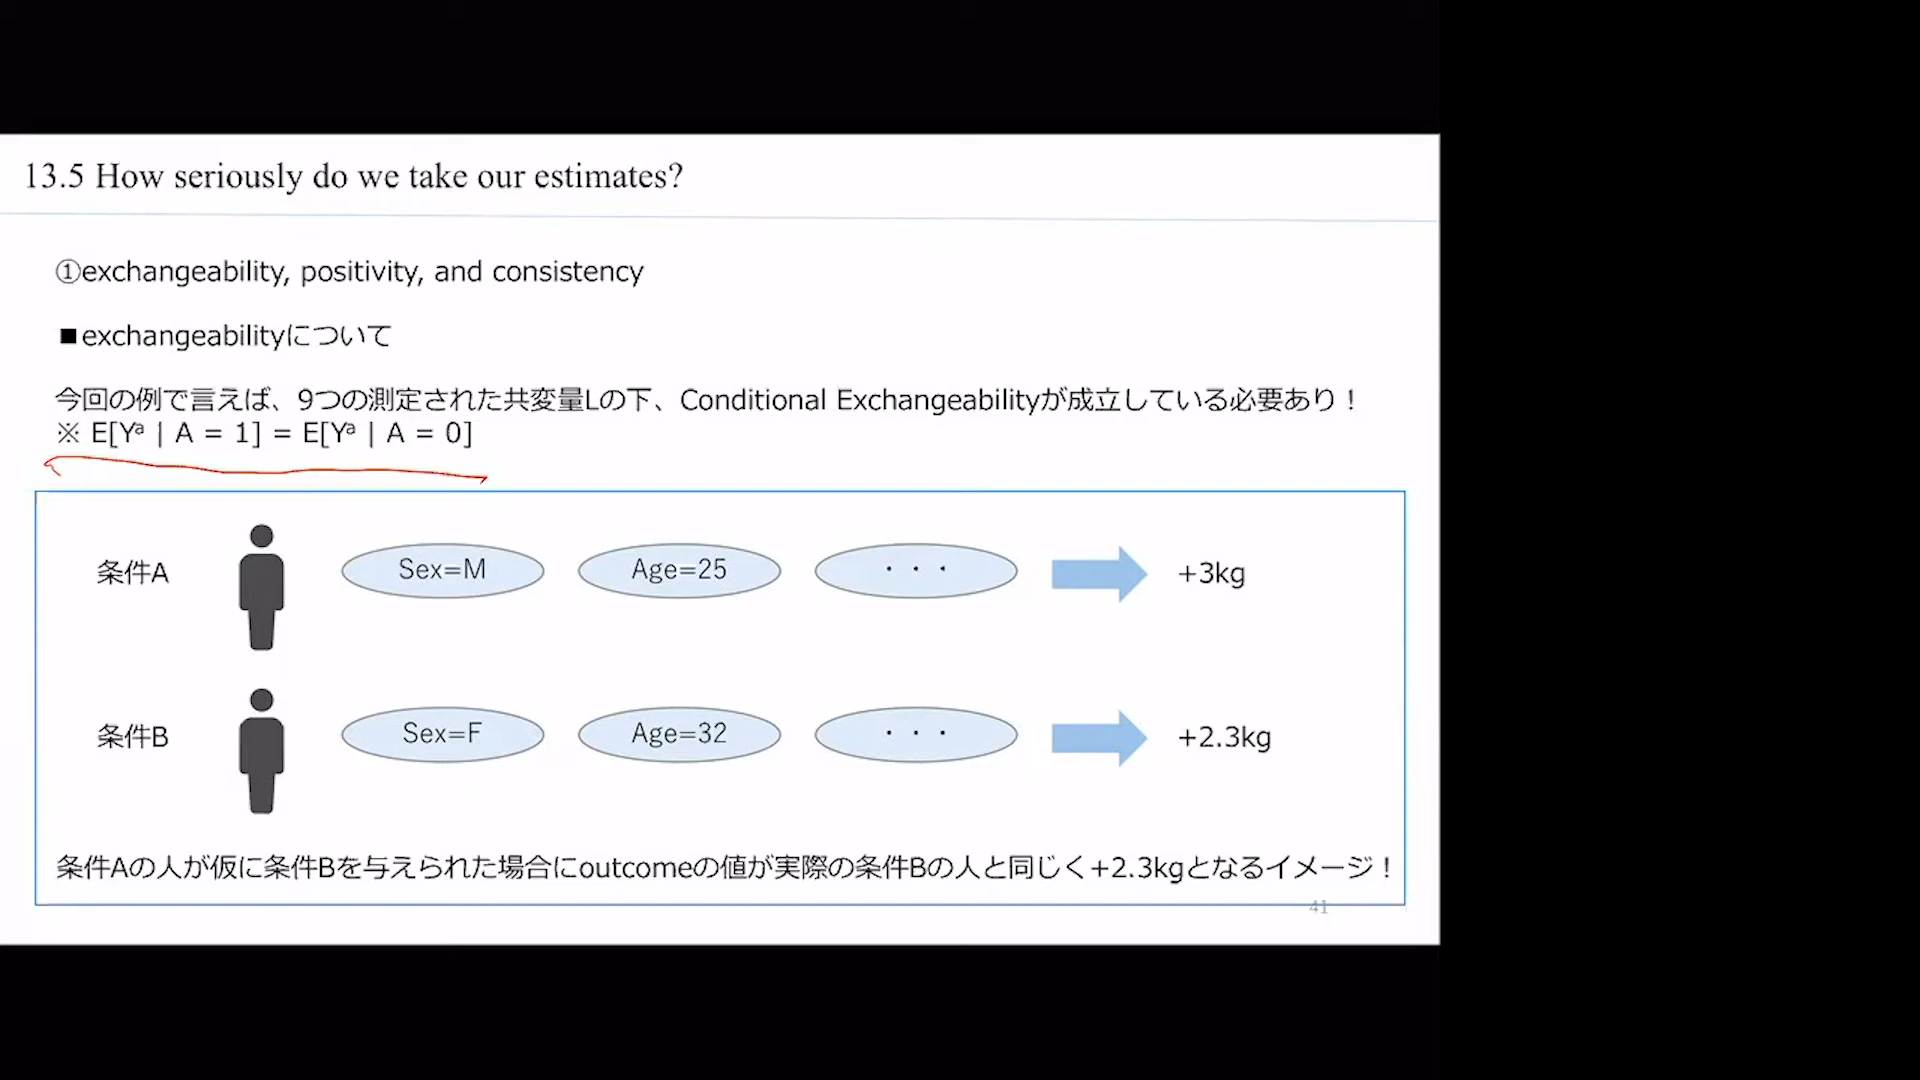 13.5 How seriously do we take our estimates?
①exchangeability, positivity, and consistency
■exchangeabilityについて
今回の例で言えば、9つの測定された共変量Lの下、Conditional Exchangeabilityが成立している必要あり！
※ E[Yᵃ | A = 1] = E[Yᵃ | A = 0]
条件A Sex=M Age=25 ・・・ +3kg
条件B Sex=F Age=32 ・・・ +2.3kg
条件Aの人が仮に条件Bを与えられた場合にoutcomeの値が実際の条件Bの人と同じく+2.3kgとなるイメージ！
41